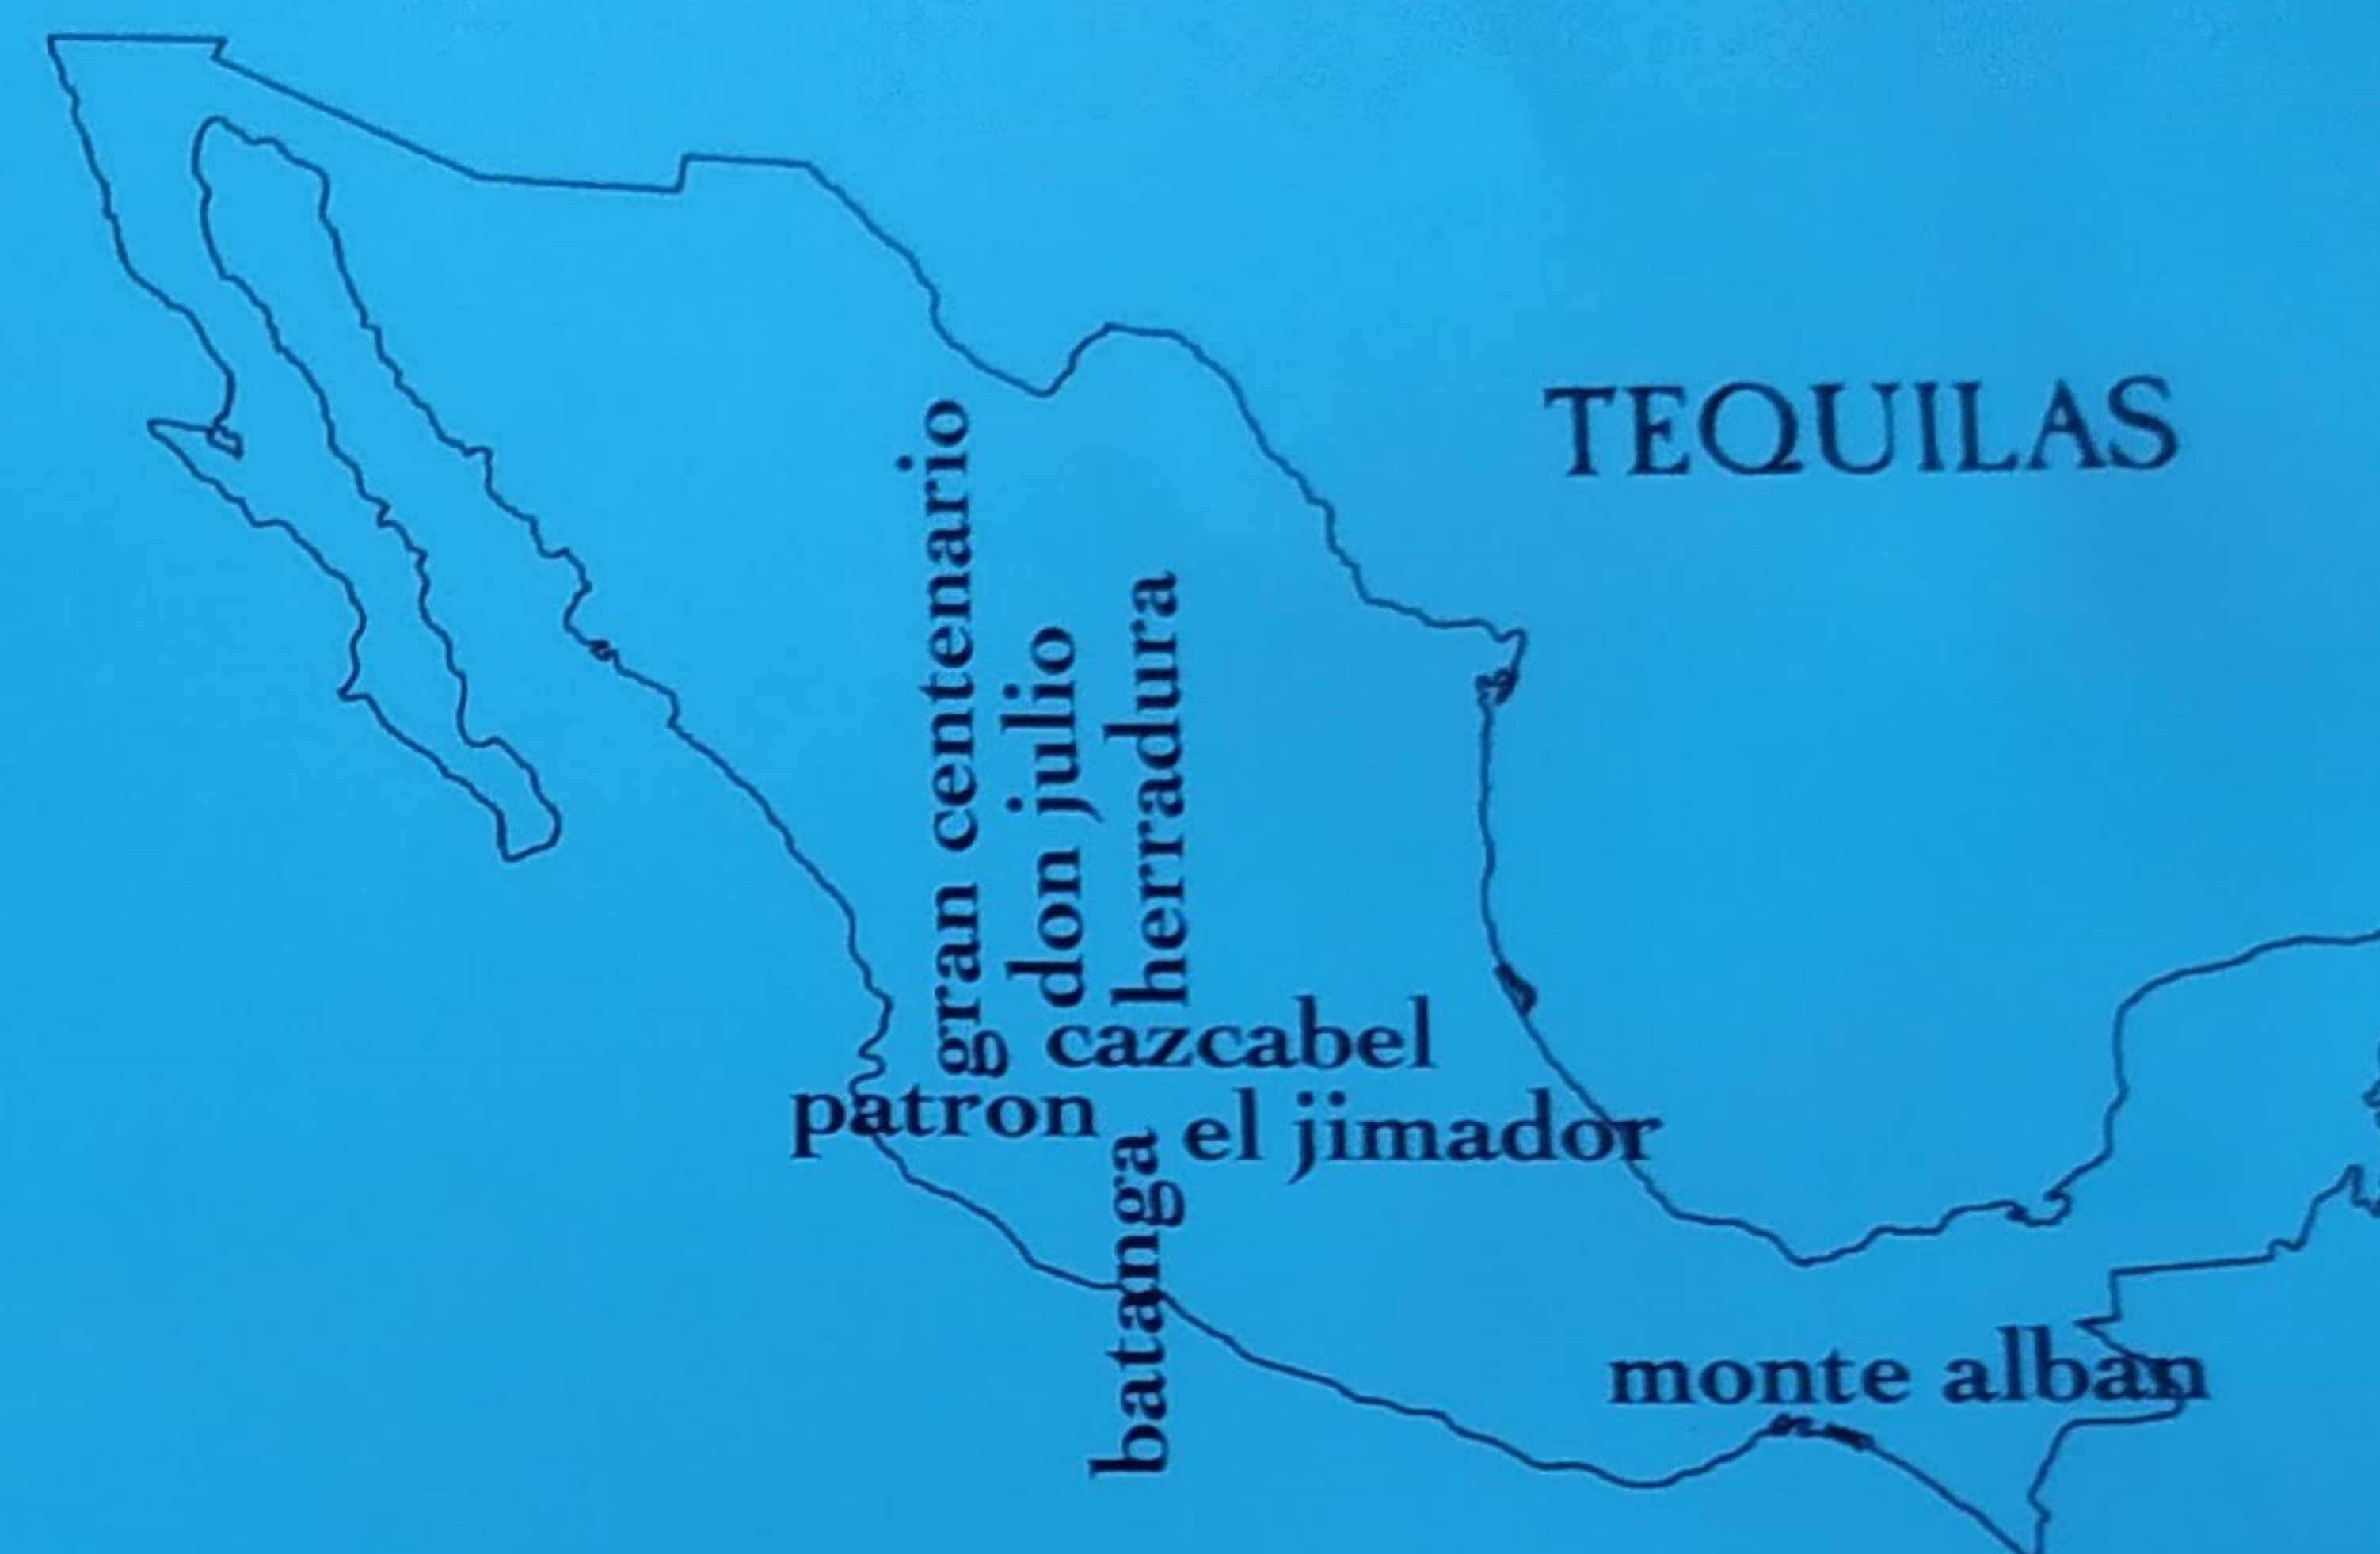 TEQUILAS
gran centenario
don julio
herradura
cazcabel
patron
el jimador
batanga
monte alban